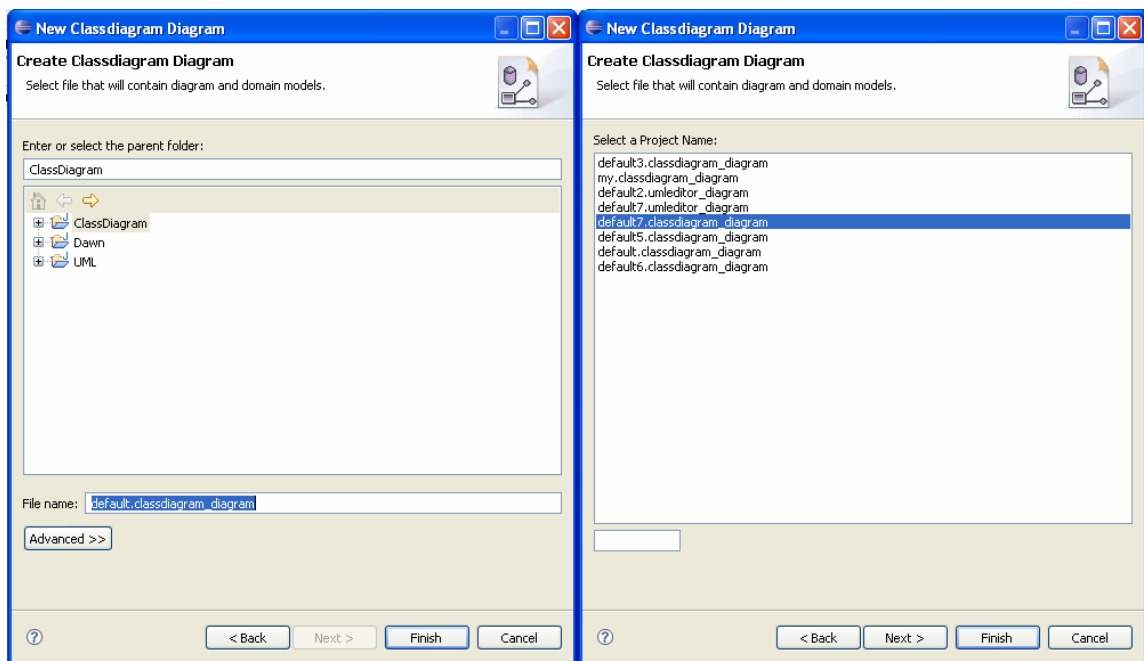 New Classdiagram Diagram
Create Classdiagram Diagram
Select file that will contain diagram and domain models.
Enter or select the parent folder:
ClassDiagram
ClassDiagram
Dawn
UML
File name: default.classdiagram_diagram
Advanced >>
< Back Next > Finish Cancel
New Classdiagram Diagram
Create Classdiagram Diagram
Select file that will contain diagram and domain models.
Select a Project Name:
default3.classdiagram_diagram
my.classdiagram_diagram
default2.umleditor_diagram
default7.umleditor_diagram
default7.classdiagram_diagram
default5.classdiagram_diagram
default.classdiagram_diagram
default6.classdiagram_diagram
< Back Next > Finish Cancel